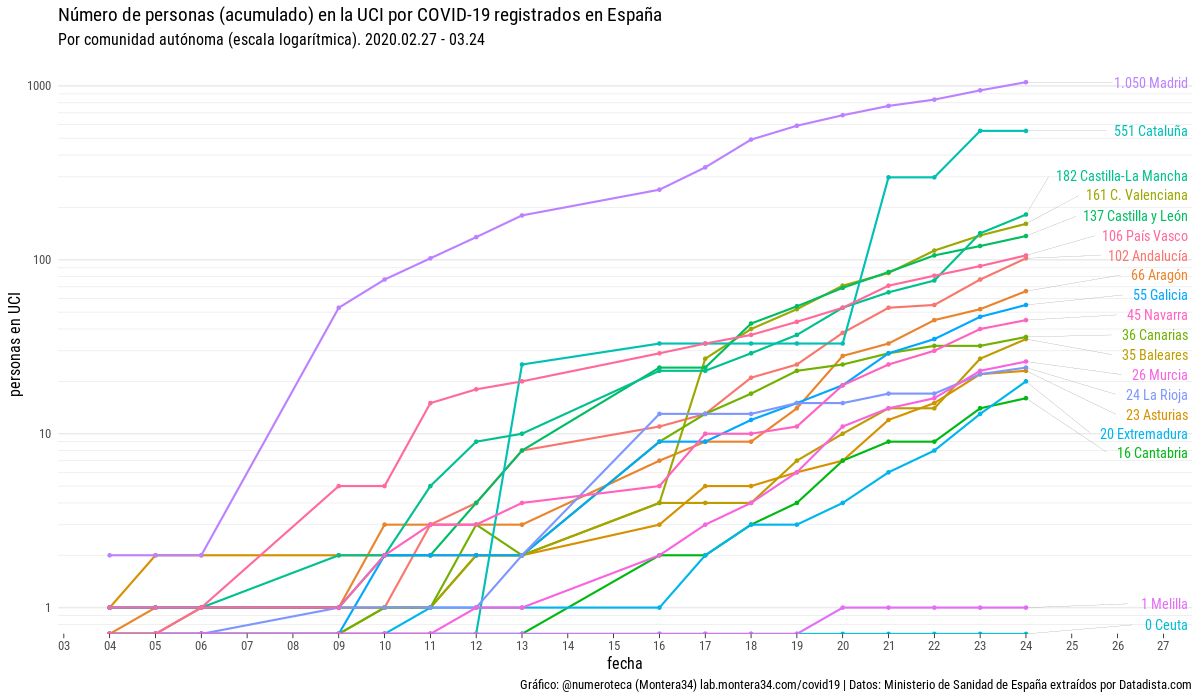 Número de personas (acumulado) en la UCI por COVID-19 registrados en España
Por comunidad autónoma (escala logarítmica). 2020.02.27 - 03.24
personas en UCI
1000
100
10
1
1.050 Madrid
551 Cataluña
182 Castilla-La Mancha
161 C. Valenciana
137 Castilla y León
106 País Vasco
102 Andalucía
66 Aragón
55 Galicia
45 Navarra
36 Canarias
35 Baleares
26 Murcia
24 La Rioja
23 Asturias
20 Extremadura
16 Cantabria
1 Melilla
0 Ceuta
03 04 05 06 07 08 09 10 11 12 13 14 15 16 17 18 19 20 21 22 23 24 25 26 27
fecha
Gráfico: @numeroteca (Montera34) lab.montera34.com/covid19 | Datos: Ministerio de Sanidad de España extraídos por Datadista.com